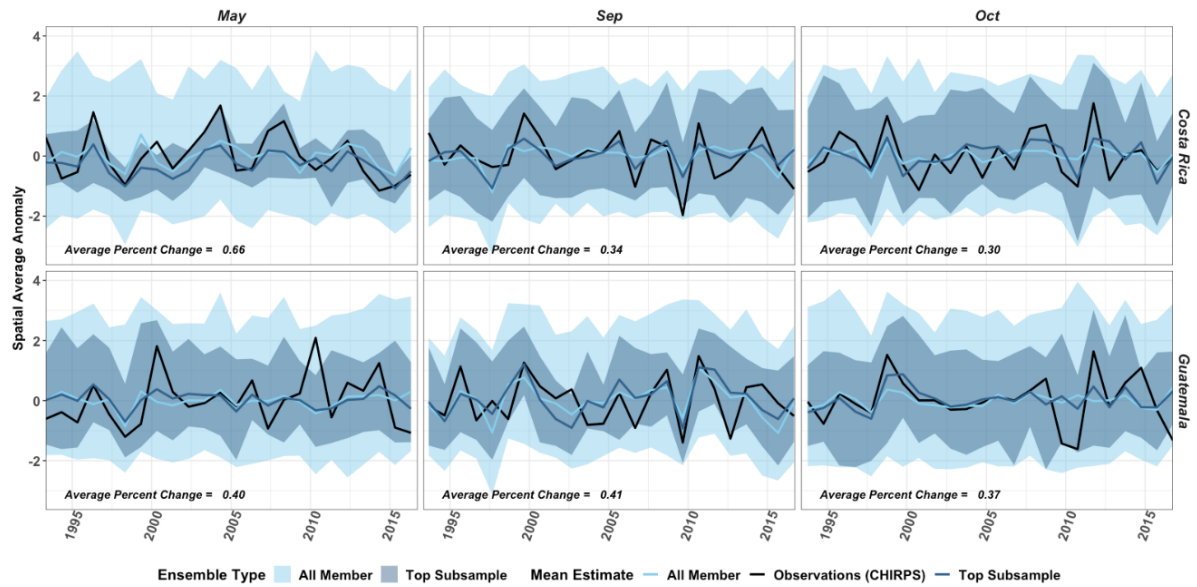 May Sep Oct
4
2
0
-2
Average Percent Change = 0.66
Average Percent Change = 0.34
Average Percent Change = 0.30
Costa Rica
Spatial Average Anomaly
4
2
0
-2
Average Percent Change = 0.40
Average Percent Change = 0.41
Average Percent Change = 0.37
Guatemala
1995 2000 2005 2010 2015 1995 2000 2005 2010 2015 1995 2000 2005 2010 2015
Ensemble Type All Member Top Subsample Mean Estimate All Member Observations (CHIRPS) Top Subsample